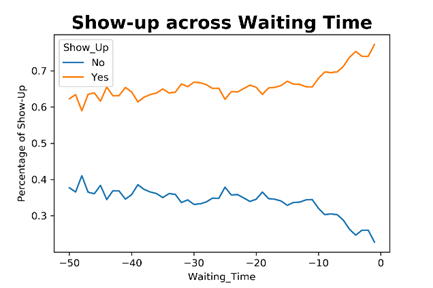 Show-up across Waiting Time
Show_Up
No
Yes
Percentage of Show-Up
0.7
0.6
0.5
0.4
0.3
−50
−40
−30
−20
−10
0
Waiting_Time